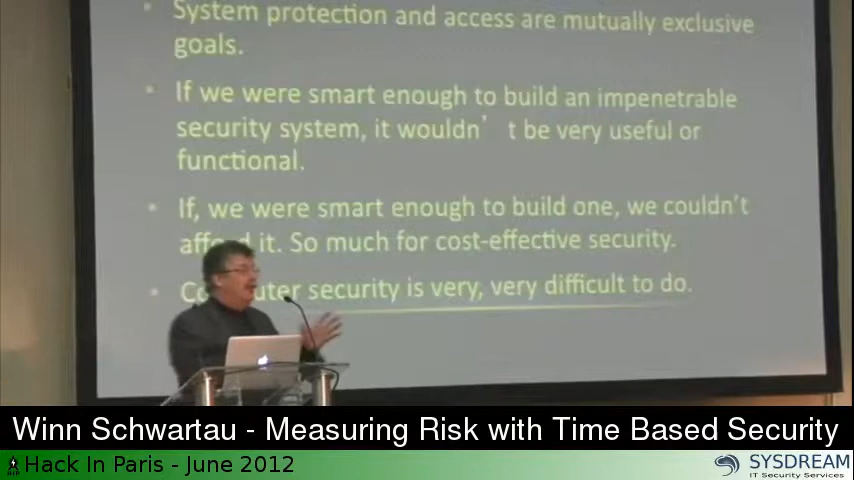 • System protection and access are mutually exclusive
goals.
• If we were smart enough to build an impenetrable
security system, it wouldn' t be very useful or
functional.
• If, we were smart enough to build one, we couldn't
afford it. So much for cost-effective security.
• Computer security is very, very difficult to do.
Winn Schwartau - Measuring Risk with Time Based Security
Hack In Paris - June 2012
SYSDREAM
IT Security Services